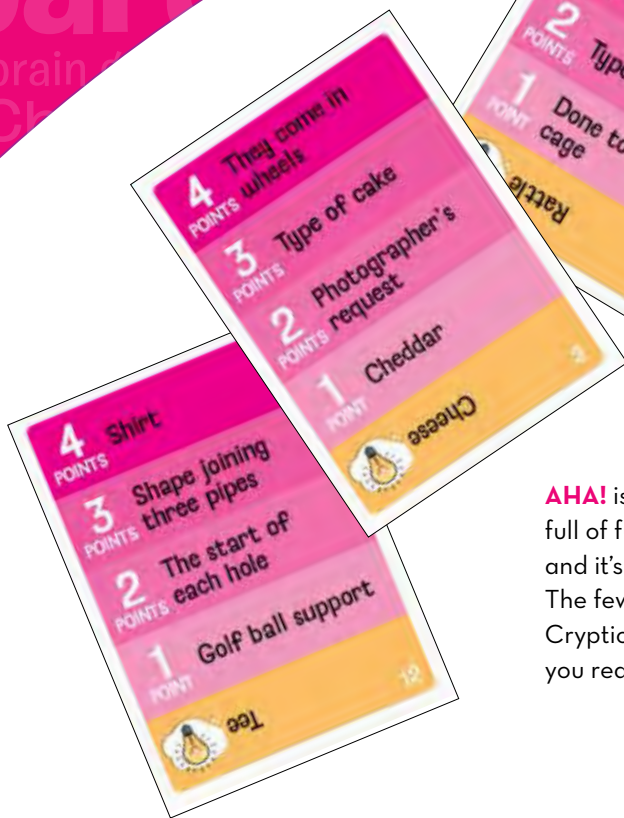 brain
Ch
2
POINTS
1
POINT
Done to
cage
Rattle
4
POINTS
They come in
wheels
3
POINTS
Type of cake
2
POINTS
Photographer's
request
1
POINT
Cheddar
Cheese
4
POINTS
Shirt
3
POINTS
Shape joining
three pipes
2
POINTS
The start of
each hole
1
POINT
Golf ball support
Tee
12
AHA! is
full of f
and it's
The few
Cryptic
you rea